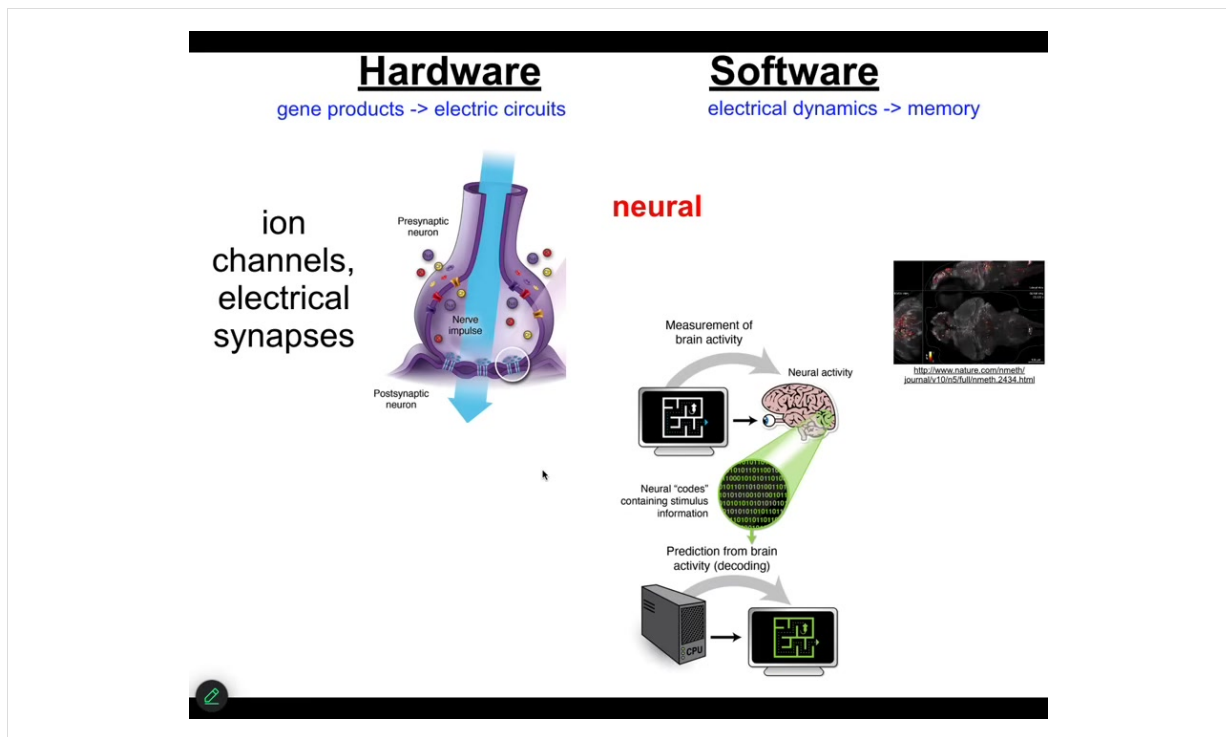 Hardware
gene products -> electric circuits
Software
electrical dynamics -> memory
ion
channels,
electrical
synapses
Presynaptic
neuron
Nerve
impulse
Postsynaptic
neuron
neural
Measurement of
brain activity
Neural activity
Neural "codes"
containing stimulus
information
Prediction from brain
activity (decoding)
CPU
http://www.nature.com/nmeth/
journal/v10/n5/full/nmeth.2434.html